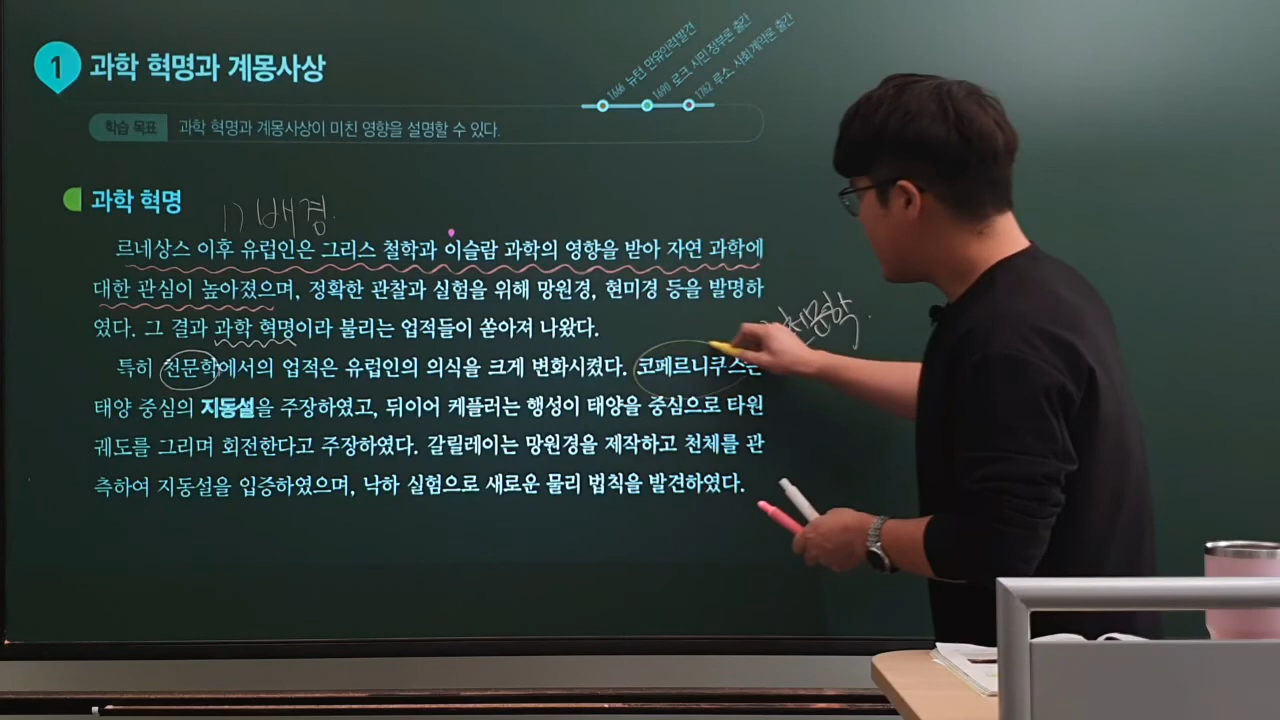 1 과학 혁명과 계몽사상
1666 뉴턴 만유인력 발견
1690 로크 시민 정부론 출간
1762 루소, 사회 계약론 출간
학습 목표 과학 혁명과 계몽사상이 미친 영향을 설명할 수 있다.
과학 혁명
1) 배경.
르네상스 이후 유럽인은 그리스 철학과 이슬람 과학의 영향을 받아 자연 과학에
대한 관심이 높아졌으며, 정확한 관찰과 실험을 위해 망원경, 현미경 등을 발명하
였다. 그 결과 과학 혁명이라 불리는 업적들이 쏟아져 나왔다.
천문학.
특히 천문학에서의 업적은 유럽인의 의식을 크게 변화시켰다. 코페르니쿠스는
태양 중심의 지동설을 주장하였고, 뒤이어 케플러는 행성이 태양을 중심으로 타원
궤도를 그리며 회전한다고 주장하였다. 갈릴레이는 망원경을 제작하고 천체를 관
측하여 지동설을 입증하였으며, 낙하 실험으로 새로운 물리 법칙을 발견하였다.